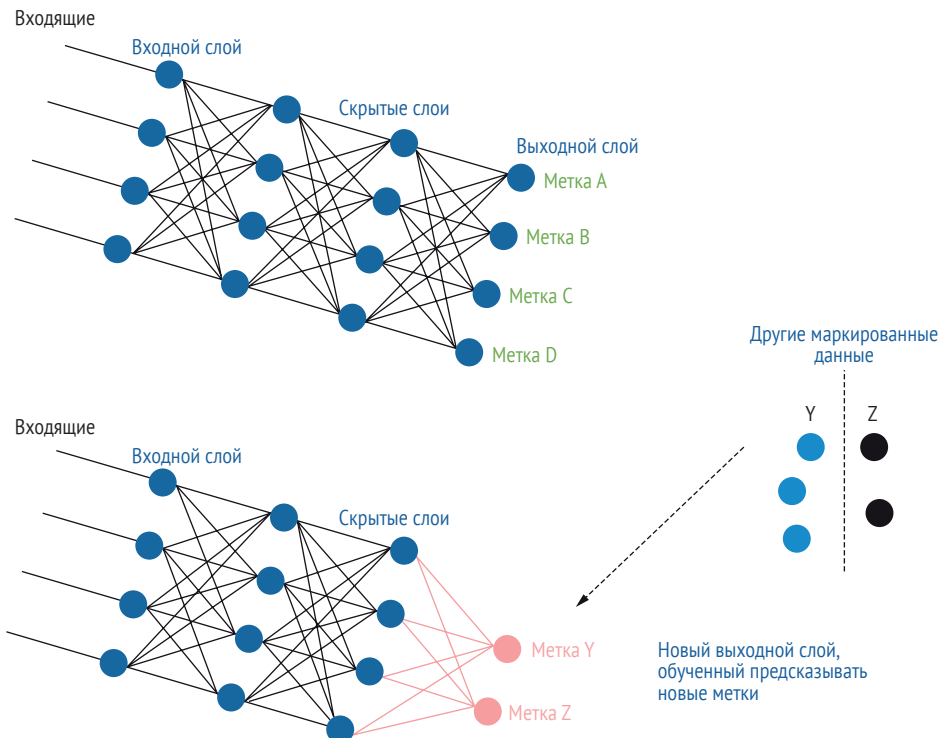 Входящие
Входной слой
Скрытые слои
Выходной слой
Метка A
Метка B
Метка C
Метка D
Другие маркированные
данные
Y
Z
Входящие
Входной слой
Скрытые слои
Метка Y
Метка Z
Новый выходной слой,
обученный предсказывать
новые метки